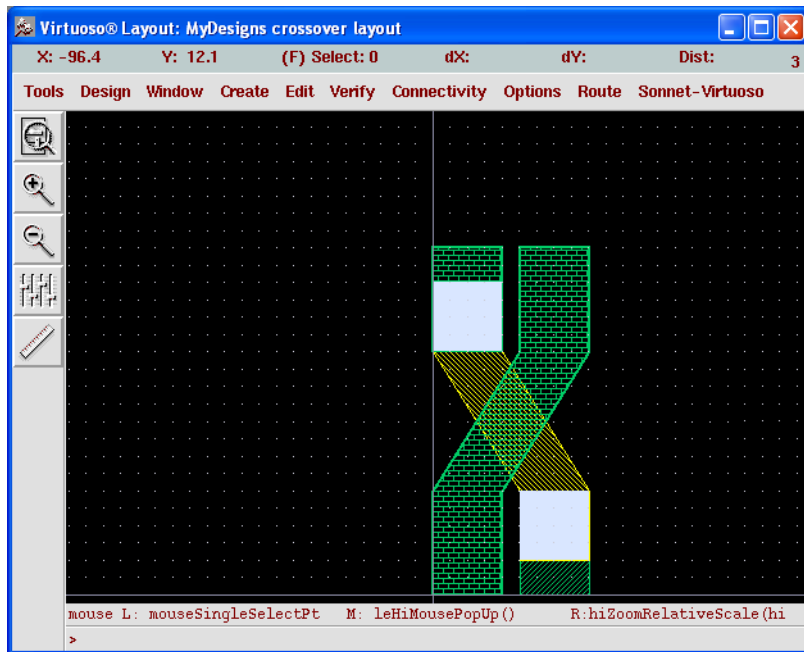 Virtuoso® Layout: MyDesigns crossover layout
X: -96.4 Y: 12.1 (F) Select: 0 dX: dY: Dist: 3
Tools Design Window Create Edit Verify Connectivity Options Route Sonnet-Virtuoso
mouse L: mouseSingleSelectPt M: leHiMousePopUp() R:hiZoomRelativeScale(hi
>